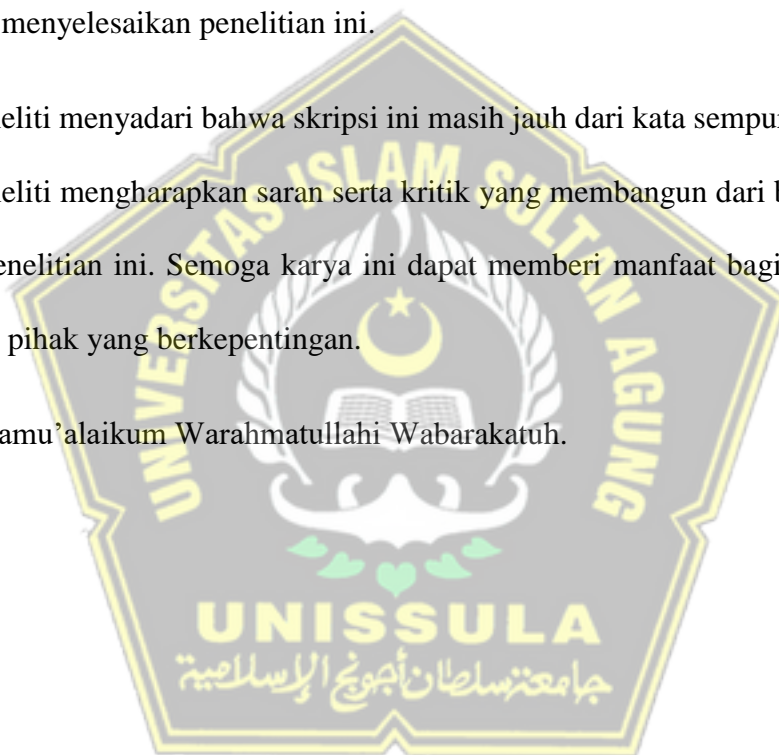 menyelesaikan penelitian ini.
eliti menyadari bahwa skripsi ini masih jauh dari kata sempu
eliti mengharapkan saran serta kritik yang membangun dari b
enelitian ini. Semoga karya ini dapat memberi manfaat bagi
pihak yang berkepentingan.
amu’alaikum Warahmatullahi Wabarakatuh.
UNIVERSITAS ISLAM SULTAN AGUNG
UNISSULA
جامعة سلطان أجونج الإسلامية